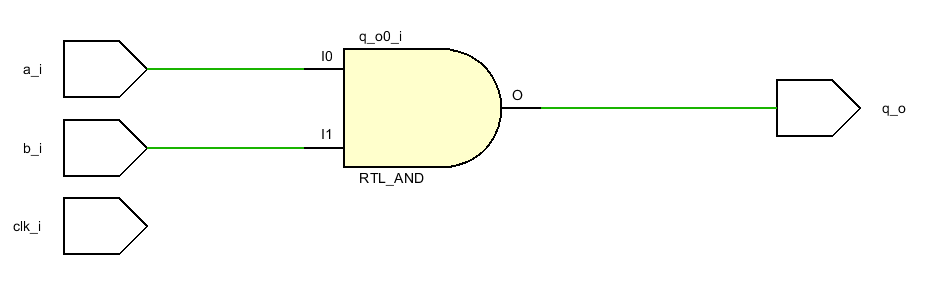 q_o0_i
a_i
I0
O
q_o
b_i
I1
RTL_AND
clk_i